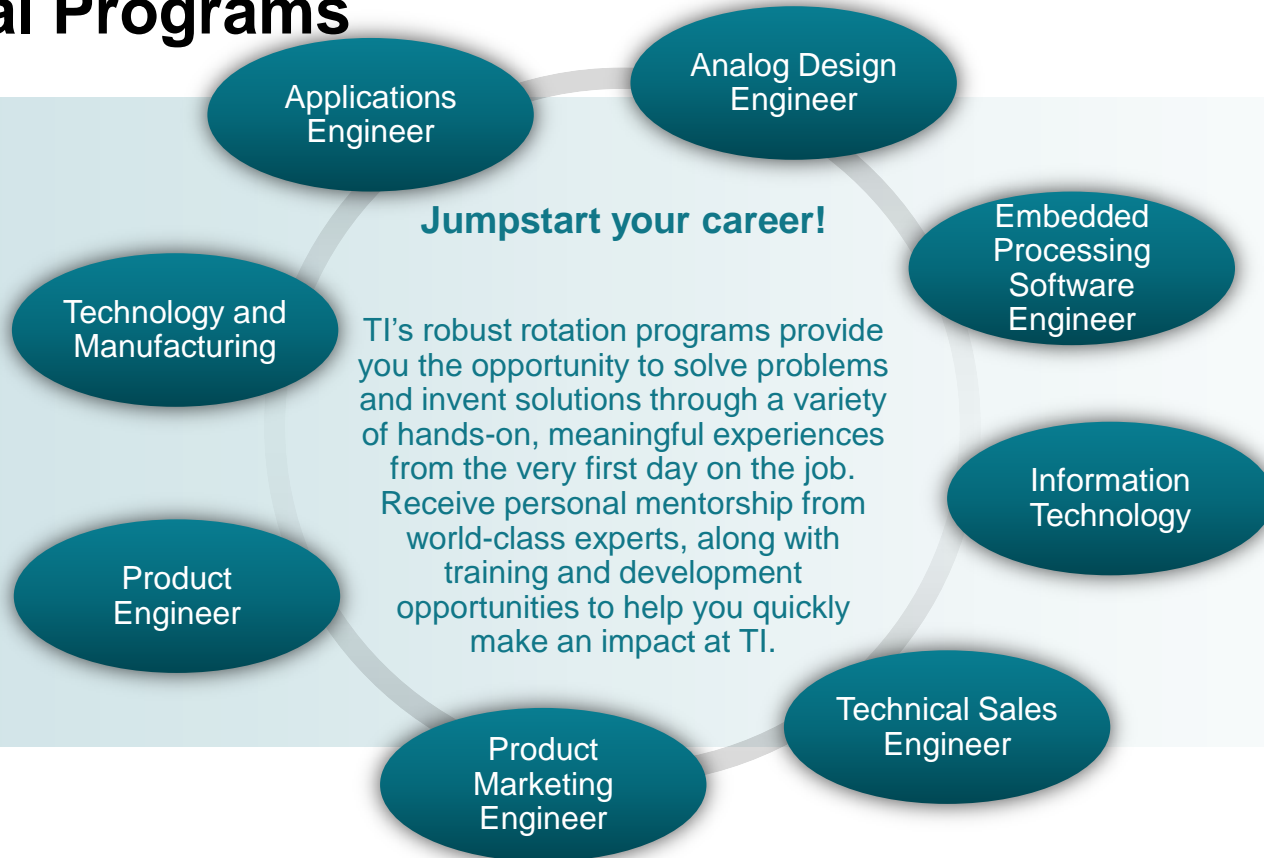 Programs
Applications
Engineer
Analog Design
Engineer
Embedded
Processing
Software
Engineer
Information
Technology
Technical Sales
Engineer
Product
Marketing
Engineer
Product
Engineer
Technology and
Manufacturing
Jumpstart your career!
TI's robust rotation programs provide
you the opportunity to solve problems
and invent solutions through a variety
of hands-on, meaningful experiences
from the very first day on the job.
Receive personal mentorship from
world-class experts, along with
training and development
opportunities to help you quickly
make an impact at TI.